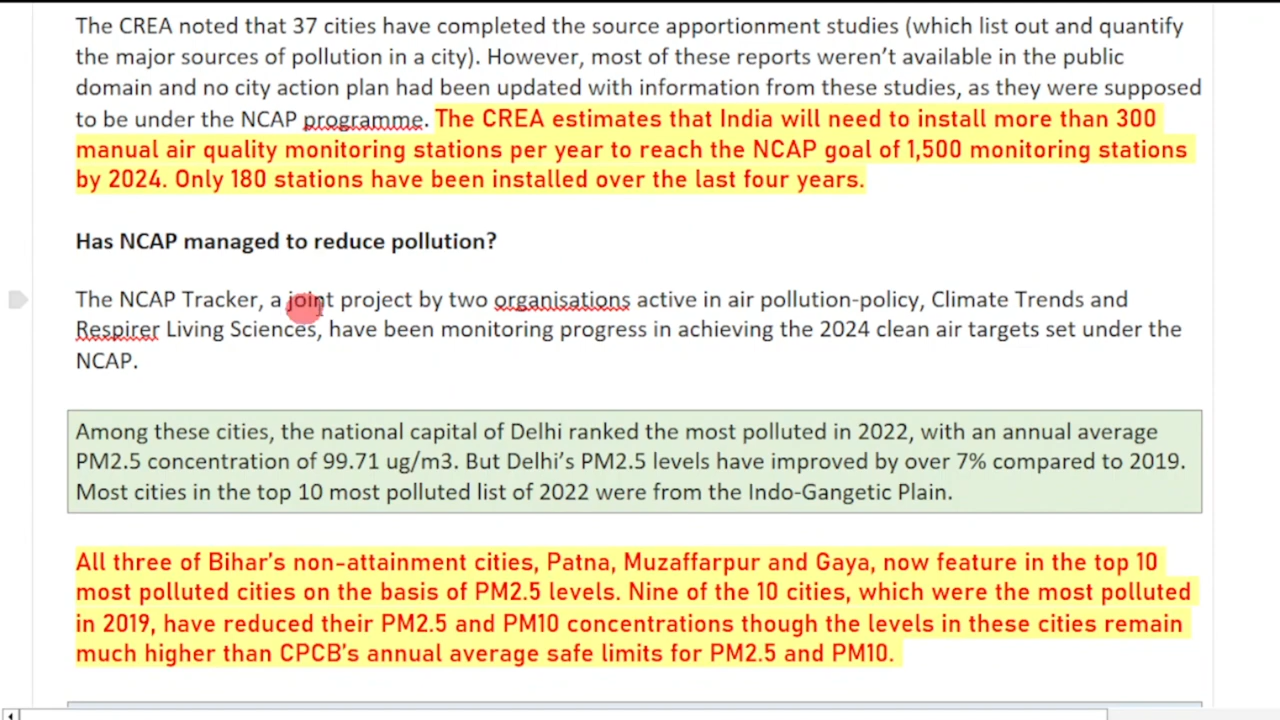 The CREA noted that 37 cities have completed the source apportionment studies (which list out and quantify
the major sources of pollution in a city). However, most of these reports weren’t available in the public
domain and no city action plan had been updated with information from these studies, as they were supposed
to be under the NCAP programme. The CREA estimates that India will need to install more than 300
manual air quality monitoring stations per year to reach the NCAP goal of 1,500 monitoring stations
by 2024. Only 180 stations have been installed over the last four years.
Has NCAP managed to reduce pollution?
The NCAP Tracker, a joint project by two organisations active in air pollution-policy, Climate Trends and
Respirer Living Sciences, have been monitoring progress in achieving the 2024 clean air targets set under the
NCAP.
Among these cities, the national capital of Delhi ranked the most polluted in 2022, with an annual average
PM2.5 concentration of 99.71 ug/m3. But Delhi’s PM2.5 levels have improved by over 7% compared to 2019.
Most cities in the top 10 most polluted list of 2022 were from the Indo-Gangetic Plain.
All three of Bihar’s non-attainment cities, Patna, Muzaffarpur and Gaya, now feature in the top 10
most polluted cities on the basis of PM2.5 levels. Nine of the 10 cities, which were the most polluted
in 2019, have reduced their PM2.5 and PM10 concentrations though the levels in these cities remain
much higher than CPCB’s annual average safe limits for PM2.5 and PM10.